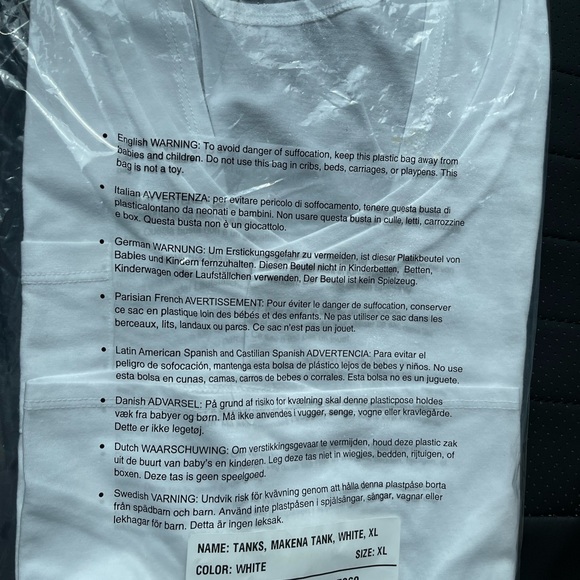 • English WARNING: To avoid danger of suffocation, keep this plastic bag away from
babies and children. Do not use this bag in cribs, beds, carriages, or playpens. This
bag is not a toy.
• Italian AVVERTENZA: per evitare pericolo di soffocamento, tenere questa busta di
plasticalontano da neonati e bambini. Non usare questa busta in culle, letti, carrozzine
e box. Questa busta non è un giocattolo.
• German WARNUNG: Um Erstickungsgefahr zu vermeiden, ist dieser Platikbeutel von
Babies und Kindern fernzuhalten. Diesen Beutel nicht in Kinderbetten, Betten,
Kinderwagen oder Laufställchen verwenden. Der Beutel ist kein Spielzeug.
• Parisian French AVERTISSEMENT: Pour éviter le danger de suffocation, conserver
ce sac en plastique loin des bébés et des enfants. Ne pas utiliser ce sac dans les
berceaux, lits, landaus ou parcs. Ce sac n'est pas un jouet.
• Latin American Spanish and Castilian Spanish ADVERTENCIA: Para evitar el
peligro de sofocación, mantenga esta bolsa de plástico lejos de bebes y niños. No use
esta bolsa en cunas, camas, carros de bebes o corrales. Esta bolsa no es un juguete.
• Danish ADVARSEL: På grund af risiko for kvælning skal denne plasticpose holdes
væk fra babyer og børn. Må ikke anvendes i vugger, senge, vogne eller kravlegårde.
Dette er ikke legetøj.
• Dutch WAARSCHUWING: Om verstikkingsgevaar te vermijden, houd deze plastic zak
uit de buurt van baby's en kinderen. Leg deze tas niet in wiegjes, bedden, rijtuigen, of
boxen. Deze tas is geen speelgoed.
• Swedish VARNING: Undvik risk för kvävning genom att hålla denna plastpåse borta
från spädbarn och barn. Använd inte plastpåsen i spjälsängar, sängar, vagnar eller
lekhagar för barn. Detta är ingen leksak.
NAME: TANKS, MAKENA TANK, WHITE, XL
COLOR: WHITE SIZE: XL